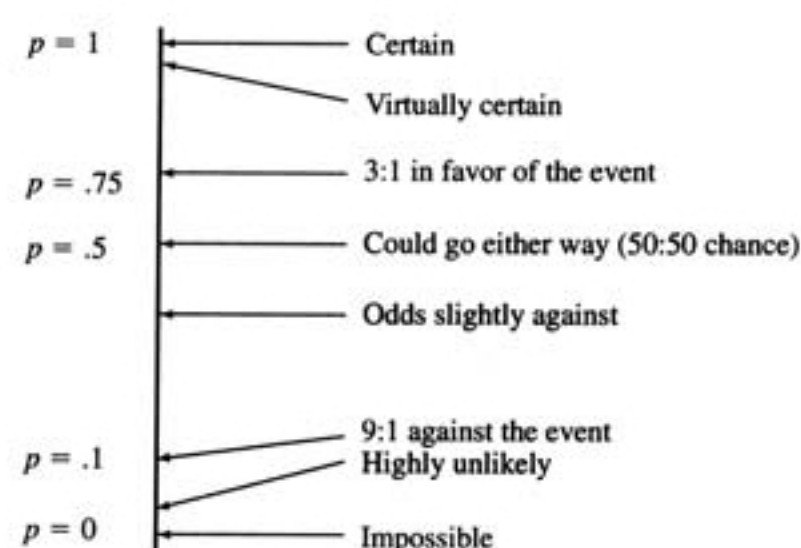 p = 1 Certain
Virtually certain
p = .75 3:1 in favor of the event
p = .5 Could go either way (50:50 chance)
Odds slightly against
9:1 against the event
p = .1 Highly unlikely
p = 0 Impossible